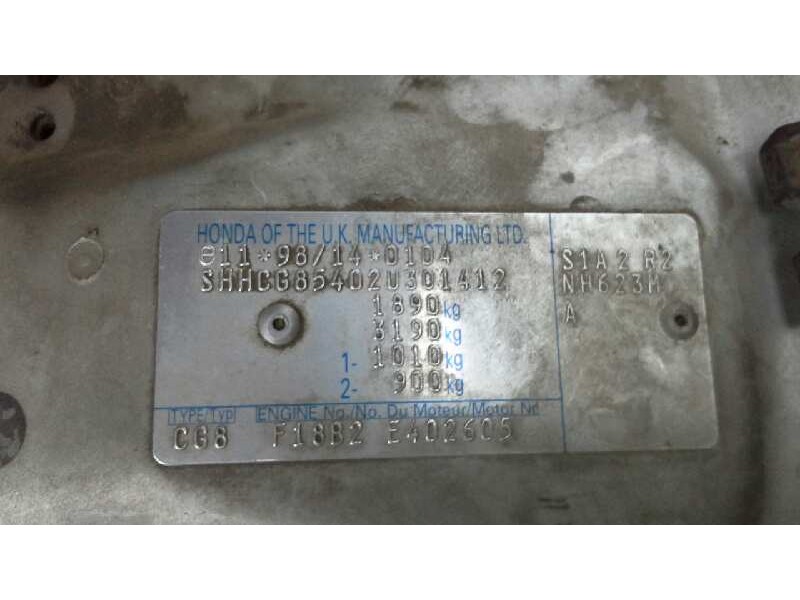 HONDA OF THE U.K. MANUFACTURING LTD.
e11*98/14*0104
SHHCG85402U301412
1890kg
3190kg
1- 1010kg
2- 900kg
TYPE/TYP ENGINE No./No. Du Moteur/Motor Nr.
CG8 F18B2 E402605
S1A2 R2
NH623M
A